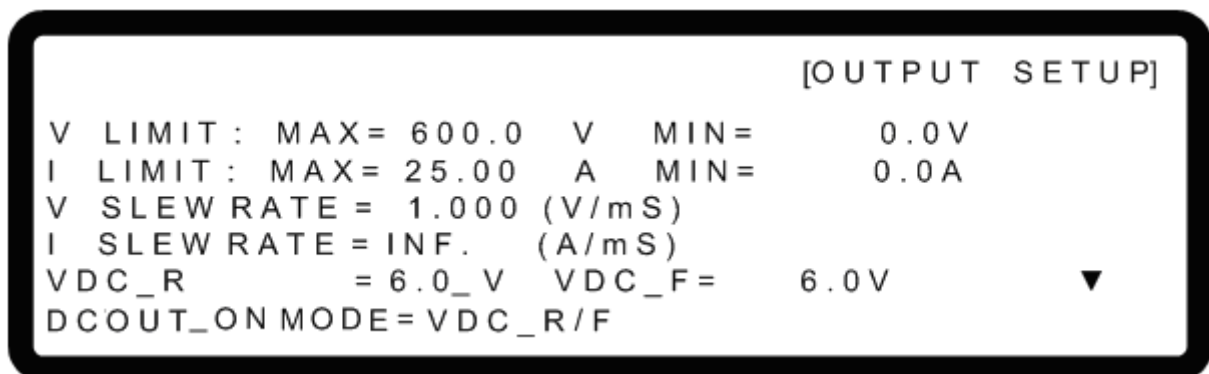 [OUTPUT SETUP]
V LIMIT: MAX= 600.0 V MIN= 0.0V
I LIMIT: MAX= 25.00 A MIN= 0.0A
V SLEW RATE = 1.000 (V/mS)
I SLEW RATE = INF. (A/mS)
VDC_R = 6.0_ V VDC_F= 6.0V ▼
DCOUT_ON MODE= VDC_R/F